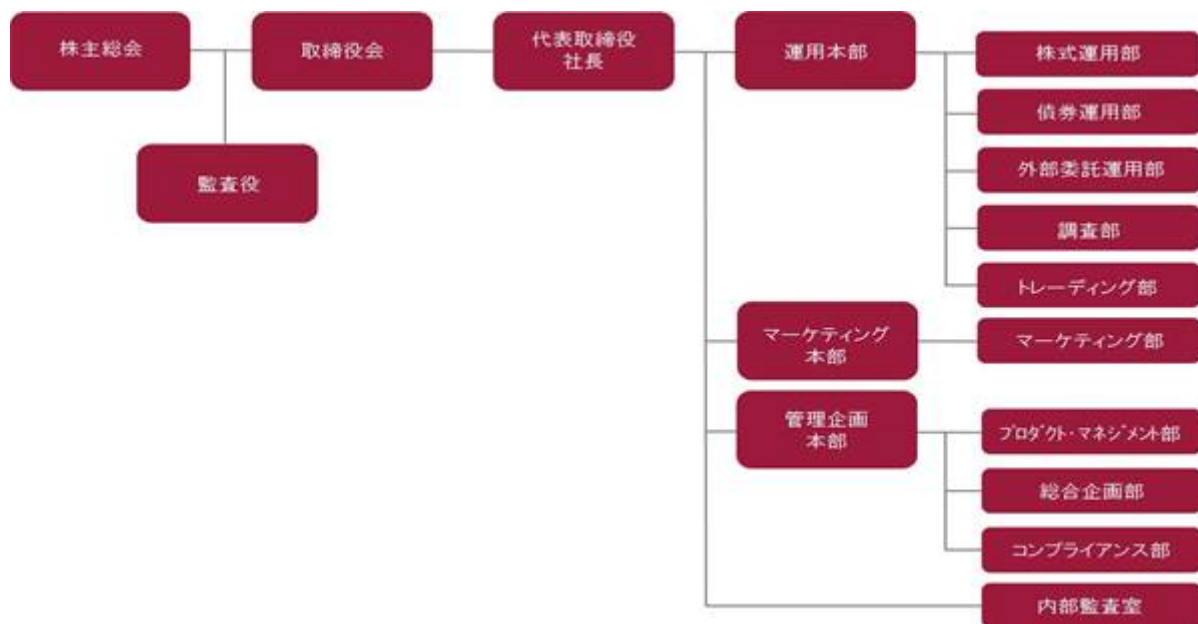 株主総会
取締役会
代表取締役
社長
監査役
運用本部
株式運用部
債券運用部
外部委託運用部
調査部
トレーディング部
マーケティング
本部
マーケティング部
管理企画
本部
プロダクト・マネジメント部
総合企画部
コンプライアンス部
内部監査室